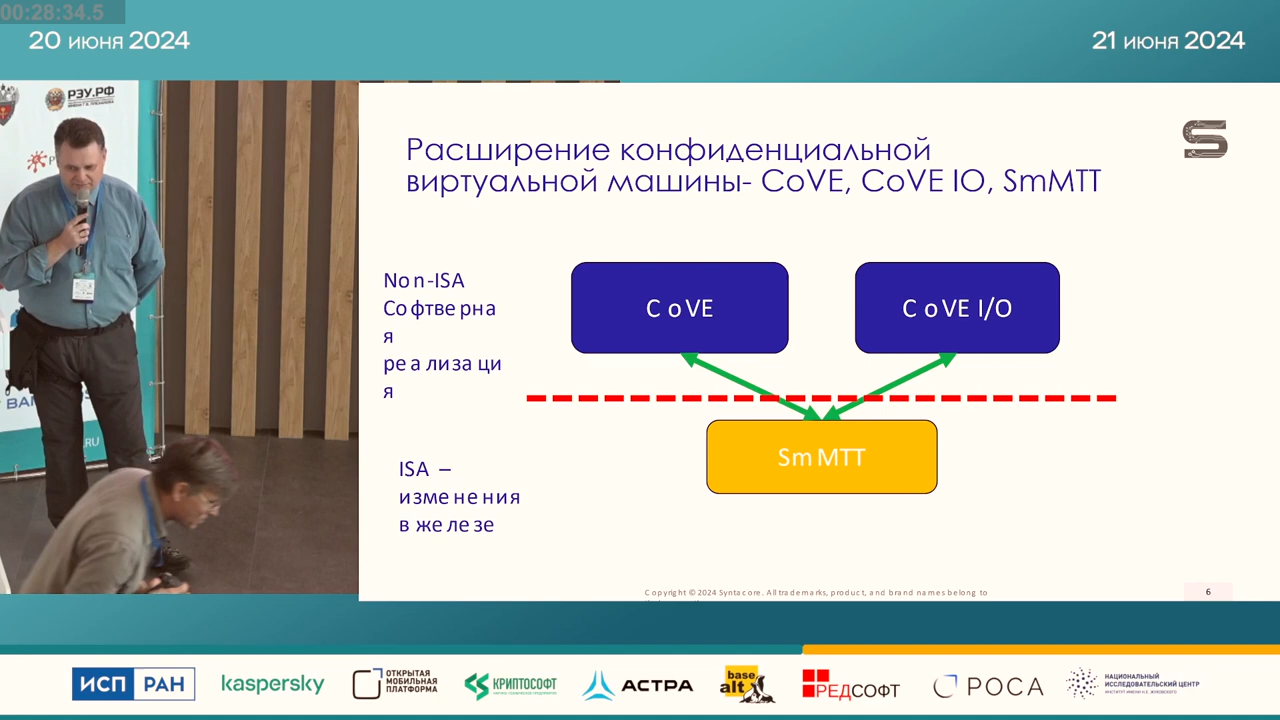 00:28:34.5
20 июня 2024
21 июня 2024
РЭУ.РФ
Расширение конфиденциальной
виртуальной машины- CoVE, CoVE IO, SmMTT
Non-ISA
Софтверна
я
реализаци
я
CoVE
CoVE I/O
SmMTT
ISA –
изменения
в железе
Copyright © 2024 Syntacore. All trademarks, product, and brand names belong to
6
ИСП РАН
kaspersky
ОТКРЫТАЯ
МОБИЛЬНАЯ
ПЛАТФОРМА
КРИПТОСОФТ
АСТРА
base
alt
РЕДСОФТ
РОСА
НАЦИОНАЛЬНЫЙ
ИССЛЕДОВАТЕЛЬСКИЙ ЦЕНТР